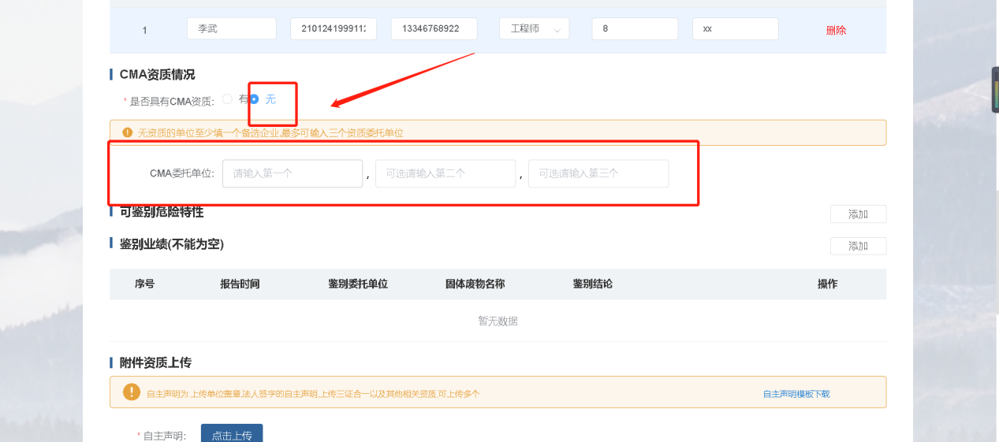 1 李武 210124199911 13346768922 工程师 8 xx 删除
CMA资质情况
* 是否具有CMA资质: 有 无
无资质的单位至少填一个备选企业,最多可输入三个资质委托单位
CMA委托单位: 请输入第一个 , 可选请输入第二个 , 可选请输入第三个
可鉴别危险特性 添加
鉴别业绩(不能为空) 添加
序号 报告时间 鉴别委托单位 固体废物名称 鉴别结论 操作
暂无数据
附件资质上传
自主声明为:上传单位盖章,法人签字的自主声明,上传三证合一以及其他相关资质,可上传多个 自主声明模板下载
* 自主声明: 点击上传